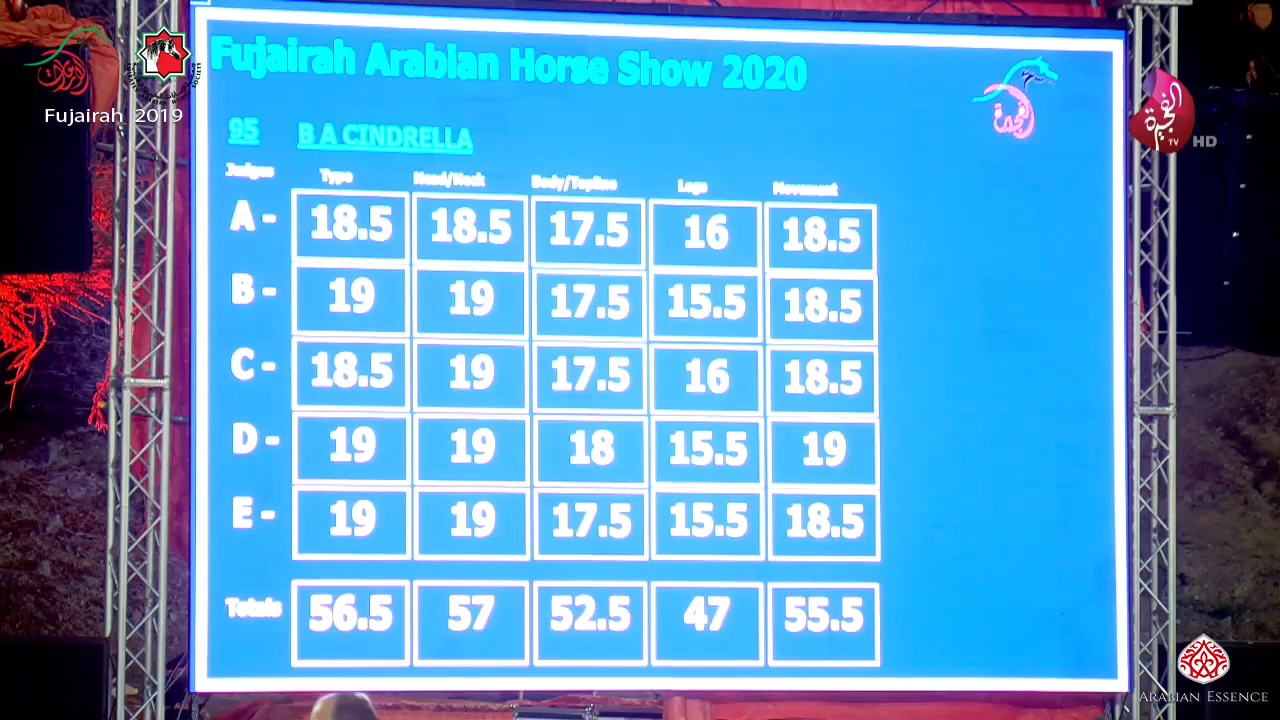 Fujairah Arabian Horse Show 2020
Fujairah 2019
الفجيرة
TV HD
95 B A CINDRELLA
Judges Type Head/Neck Body/Topline Legs Movement
A - 18.5 18.5 17.5 16 18.5
B - 19 19 17.5 15.5 18.5
C - 18.5 19 17.5 16 18.5
D - 19 19 18 15.5 19
E - 19 19 17.5 15.5 18.5
Totals 56.5 57 52.5 47 55.5
ARABIAN ESSENCE